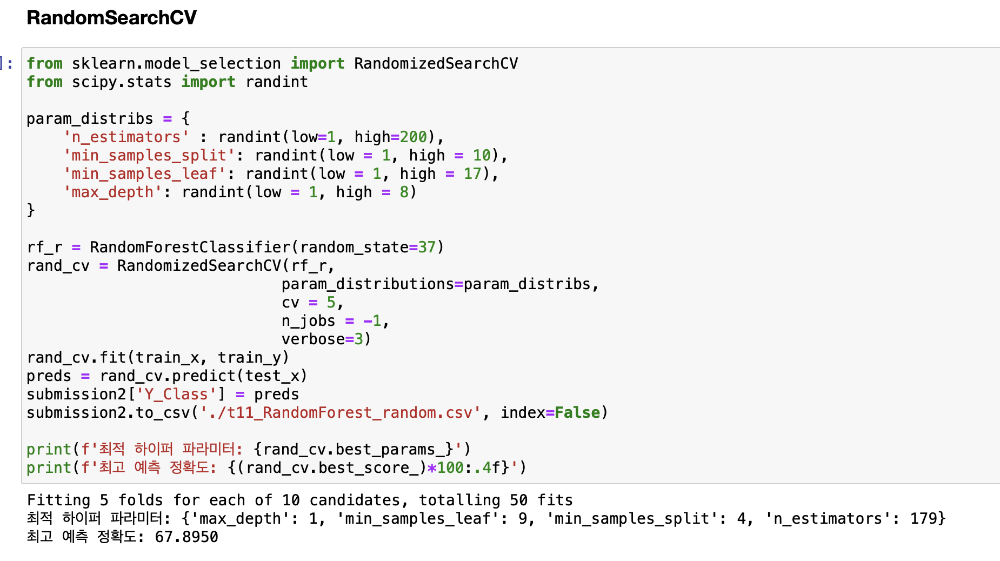 RandomSearchCV
]: from sklearn.model_selection import RandomizedSearchCV
from scipy.stats import randint
param_distribs = {
    'n_estimators' : randint(low=1, high=200),
    'min_samples_split': randint(low = 1, high = 10),
    'min_samples_leaf': randint(low = 1, high = 17),
    'max_depth': randint(low = 1, high = 8)
}
rf_r = RandomForestClassifier(random_state=37)
rand_cv = RandomizedSearchCV(rf_r,
                            param_distributions=param_distribs,
                            cv = 5,
                            n_jobs = -1,
                            verbose=3)
rand_cv.fit(train_x, train_y)
preds = rand_cv.predict(test_x)
submission2['Y_Class'] = preds
submission2.to_csv('./t11_RandomForest_random.csv', index=False)
print(f'최적 하이퍼 파라미터: {rand_cv.best_params_}')
print(f'최고 예측 정확도: {(rand_cv.best_score_)*100:.4f}')
Fitting 5 folds for each of 10 candidates, totalling 50 fits
최적 하이퍼 파라미터: {'max_depth': 1, 'min_samples_leaf': 9, 'min_samples_split': 4, 'n_estimators': 179}
최고 예측 정확도: 67.8950